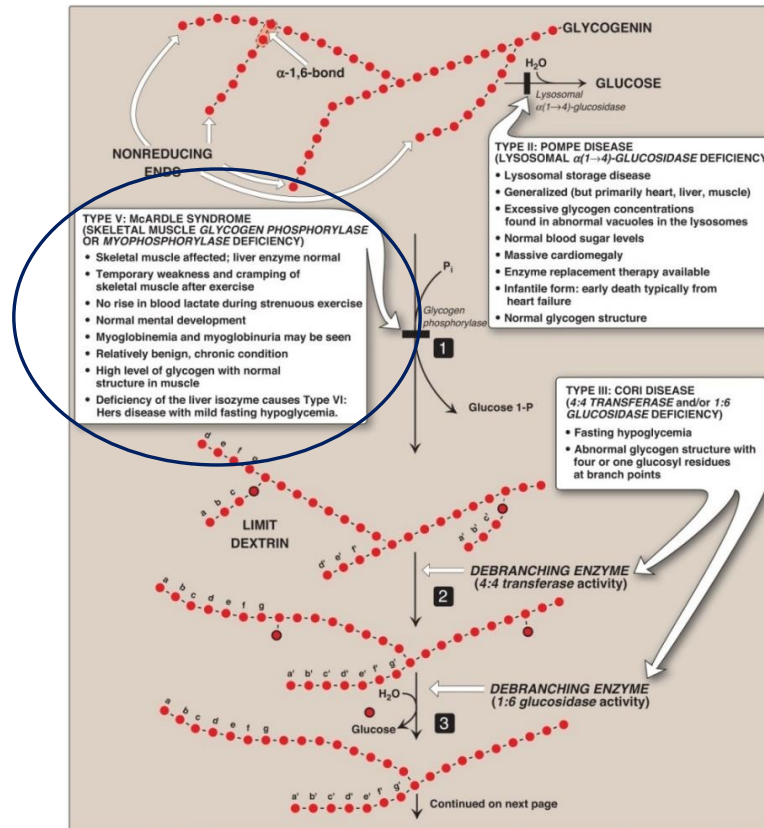 GLYCOGENIN
α-1,6-bond
H₂O
GLUCOSE
Lysosomal
α(1→4)-glucosidase
NONREDUCING
ENDS
TYPE II: POMPE DISEASE
(LYSOSOMAL α(1→4)-GLUCOSIDASE DEFICIENCY
• Lysosomal storage disease
• Generalized (but primarily heart, liver, muscle)
• Excessive glycogen concentrations
found in abnormal vacuoles in the lysosomes
• Normal blood sugar levels
• Massive cardiomegaly
• Enzyme replacement therapy available
• Infantile form: early death typically from
heart failure
• Normal glycogen structure
TYPE V: McARDLE SYNDROME
(SKELETAL MUSCLE GLYCOGEN PHOSPHORYLASE
OR MYOPHOSPHORYLASE DEFICIENCY)
• Skeletal muscle affected; liver enzyme normal
• Temporary weakness and cramping of
skeletal muscle after exercise
• No rise in blood lactate during strenuous exercise
• Normal mental development
• Myoglobinemia and myoglobinuria may be seen
• Relatively benign, chronic condition
• High level of glycogen with normal
structure in muscle
• Deficiency of the liver isozyme causes Type VI:
Hers disease with mild fasting hypoglycemia.
Pᵢ
Glycogen
phosphorylase
1
Glucose 1-P
TYPE III: CORI DISEASE
(4:4 TRANSFERASE and/or 1:6
GLUCOSIDASE DEFICIENCY)
• Fasting hypoglycemia
• Abnormal glycogen structure with
four or one glucosyl residues
at branch points
d e f g
a b c
LIMIT
DEXTRIN
a' b' c'
d' e' f'
DEBRANCHING ENZYME
(4:4 transferase activity)
2
a b c d e f g
a' b' c' d' e' f' g'
H₂O
DEBRANCHING ENZYME
(1:6 glucosidase activity)
Glucose
3
a b c d e f g
a' b' c' d' e' f' g'
Continued on next page